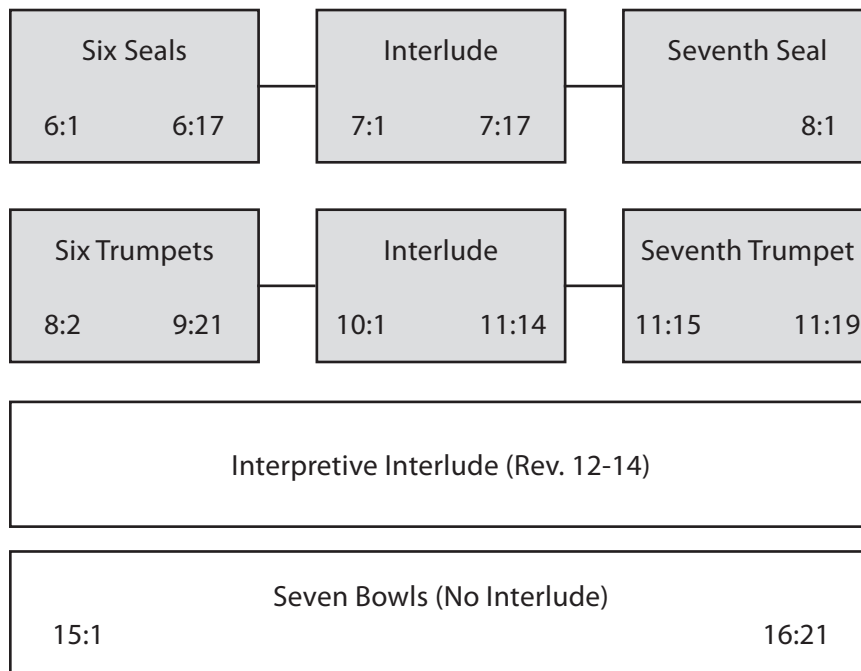 Six Seals
6:1 6:17
Interlude
7:1 7:17
Seventh Seal
8:1
Six Trumpets
8:2 9:21
Interlude
10:1 11:14
Seventh Trumpet
11:15 11:19
Interpretive Interlude (Rev. 12-14)
Seven Bowls (No Interlude)
15:1 16:21